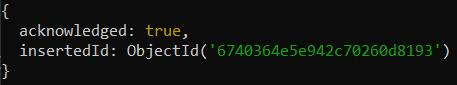 {
  acknowledged: true,
  insertedId: ObjectId('6740364e5e942c70260d8193')
}